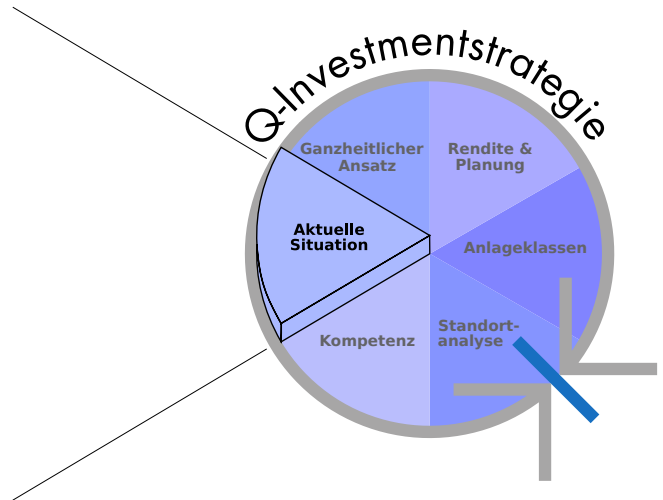 Q-Investmentstrategie
Ganzheitlicher
Ansatz
Rendite &
Planung
Aktuelle
Situation
Anlageklassen
Kompetenz
Standort-
analyse